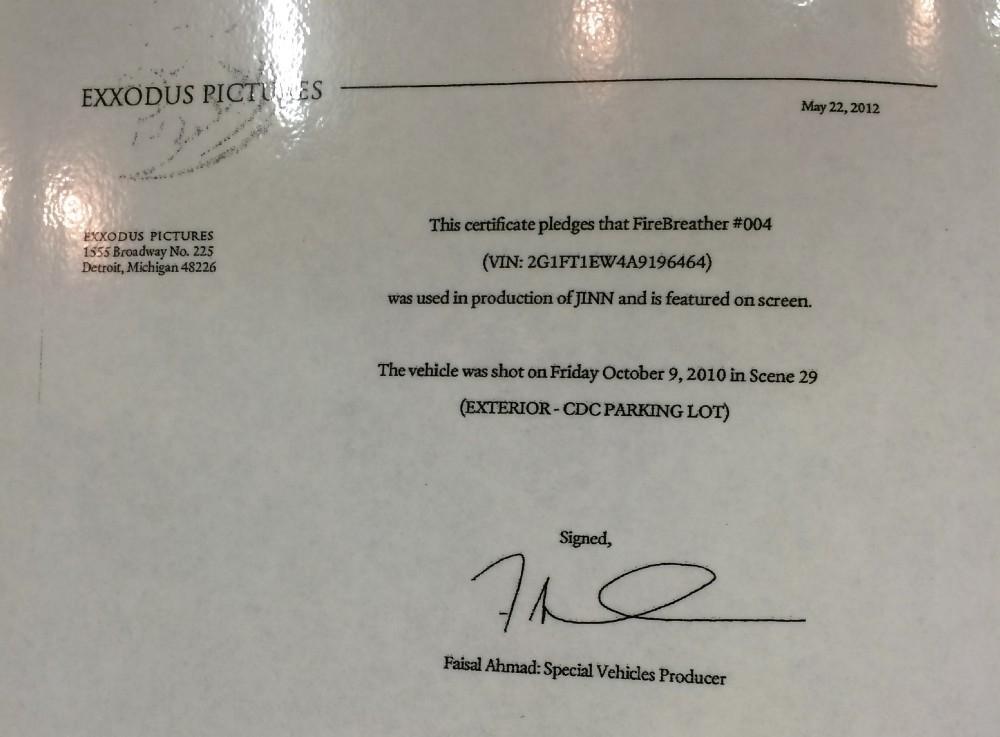 EXXODUS PICTURES
May 22, 2012
EXXODUS PICTURES
1555 Broadway No. 225
Detroit, Michigan 48226
This certificate pledges that FireBreather #004
(VIN: 2G1FT1EW4A9196464)
was used in production of JINN and is featured on screen.
The vehicle was shot on Friday October 9, 2010 in Scene 29
(EXTERIOR - CDC PARKING LOT)
Signed,
Faisal Ahmad: Special Vehicles Producer